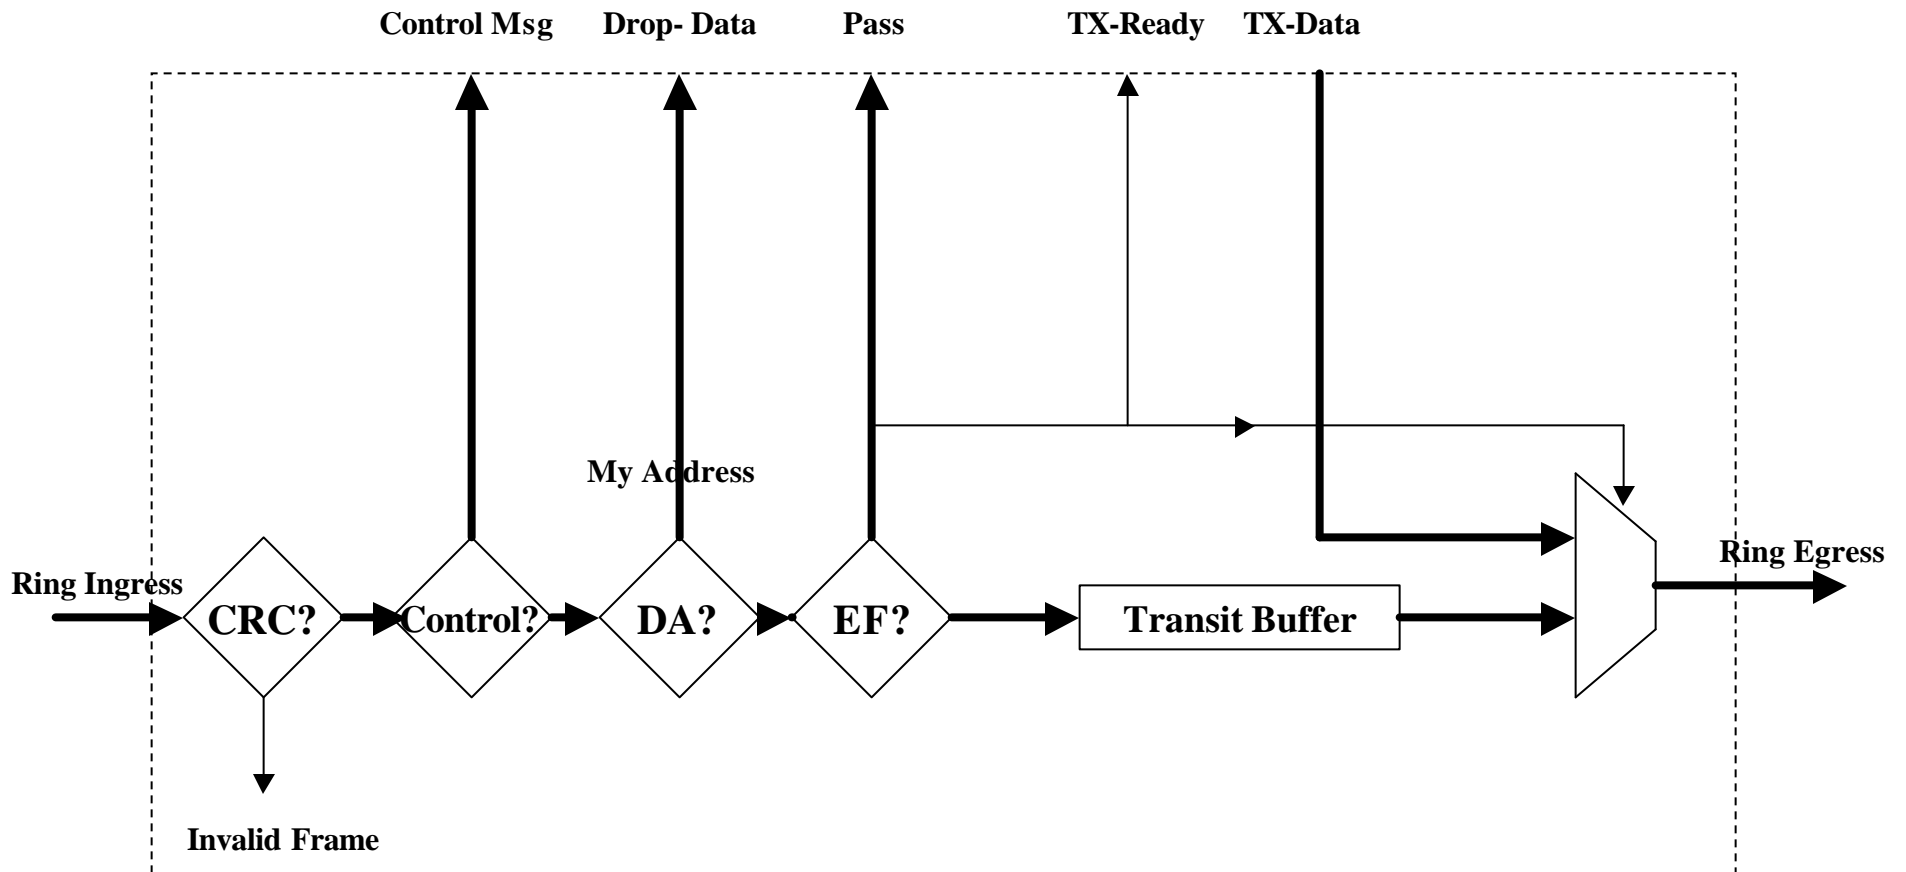 Control Msg
Drop- Data
Pass
TX-Ready
TX-Data
My Address
Ring Ingress
Ring Egress
CRC?
Control?
DA?
EF?
Transit Buffer
Invalid Frame